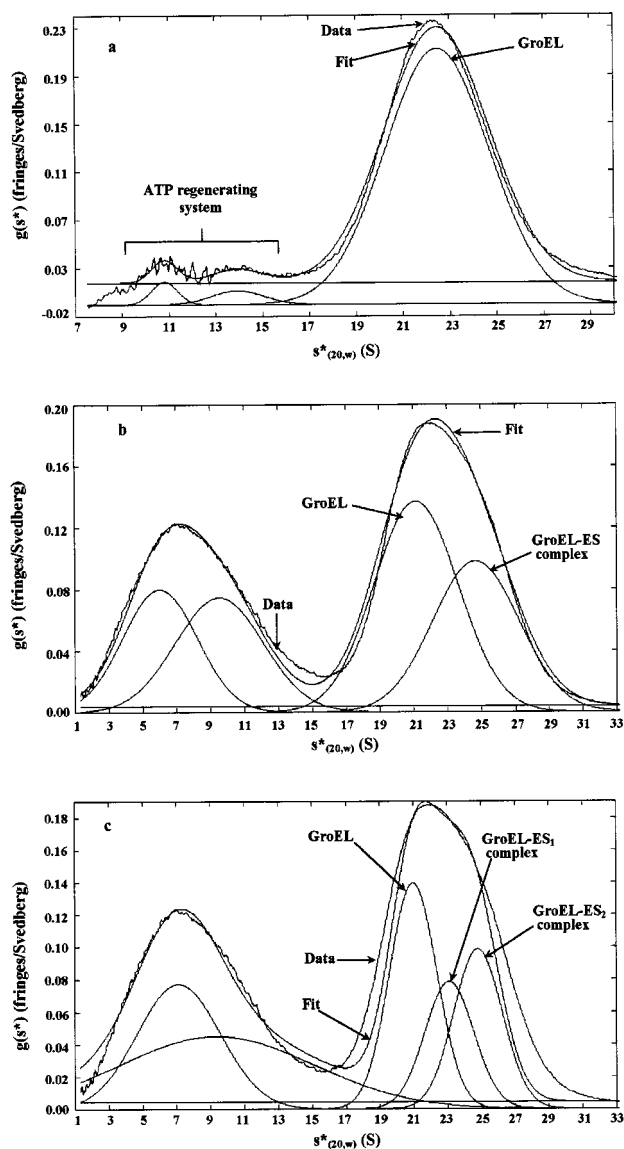 a
Data
Fit
GroEL
ATP regenerating
system
g(s*) (fringes/Svedberg)
0.23
0.19
0.15
0.11
0.07
0.03
-0.02
7 9 11 13 15 17 19 21 23 25 27 29
s*(20,w) (S)
b
Fit
GroEL
GroEL-ES
complex
Data
g(s*) (fringes/Svedberg)
0.20
0.16
0.12
0.08
0.04
0.00
1 3 5 7 9 11 13 15 17 19 21 23 25 27 29 31 33
s*(20,w) (S)
c
GroEL
GroEL-ES1
complex
GroEL-ES2
complex
Data
Fit
g(s*) (fringes/Svedberg)
0.18
0.16
0.14
0.12
0.10
0.08
0.06
0.04
0.02
0.00
1 3 5 7 9 11 13 15 17 19 21 23 25 27 29 31 33
s*(20,w) (S)